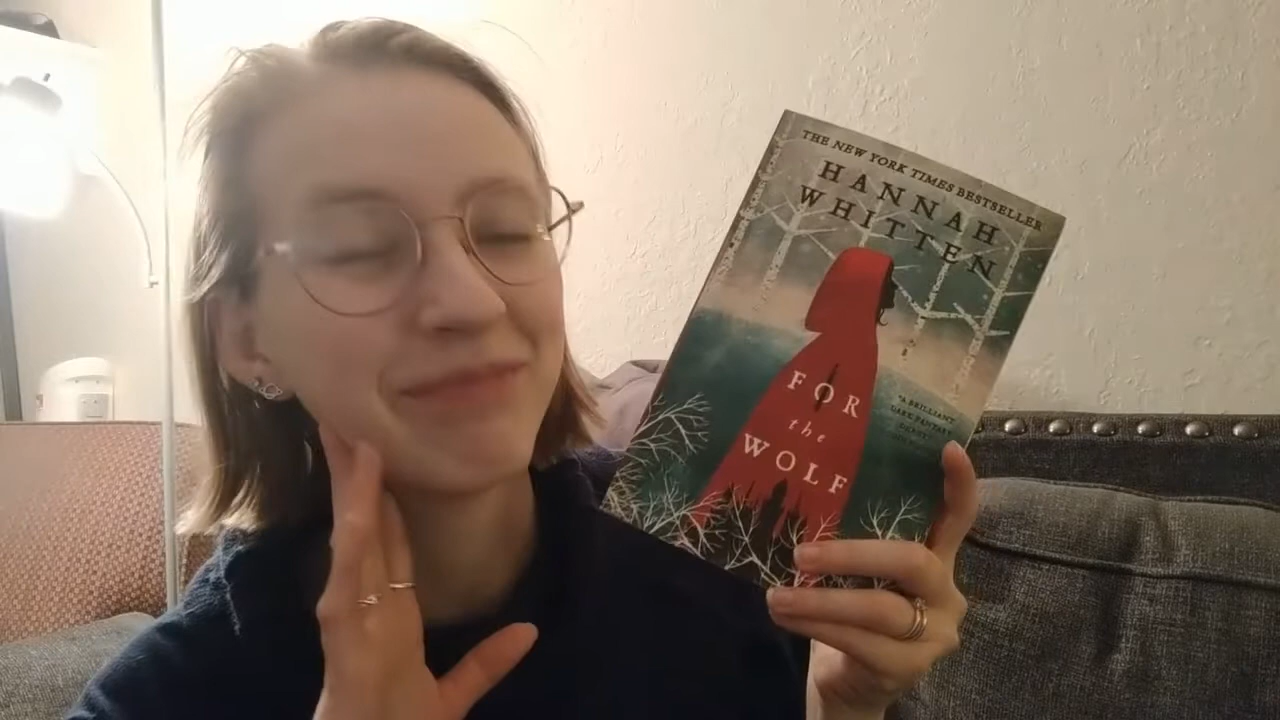 THE NEW YORK TIMES BESTSELLER
HANNAH
WHITTEN
FOR
the
WOLF
"A BRILLIANT
DARK FANTASY
DEBUT"